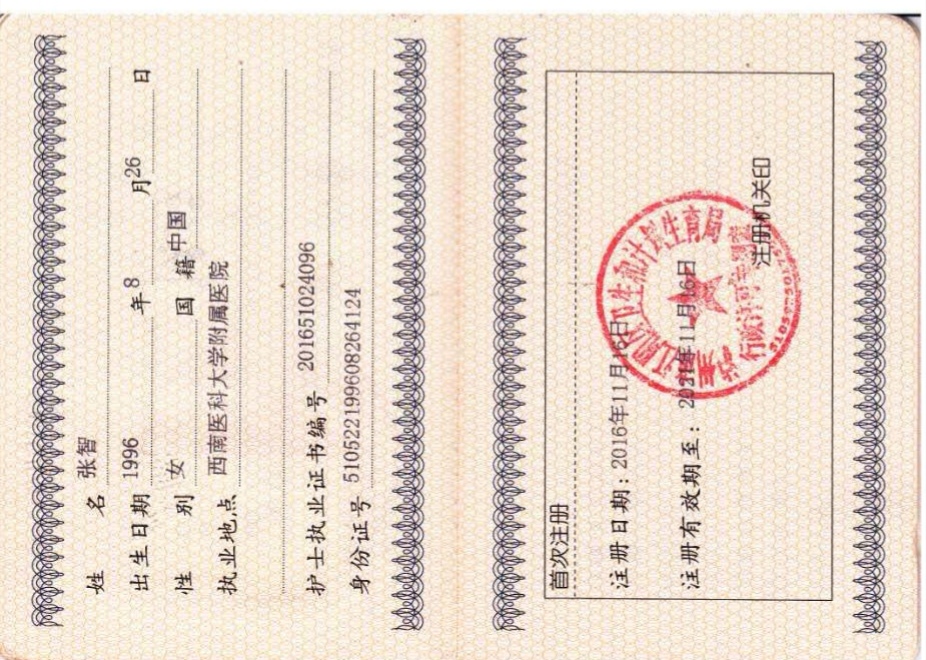 姓 名 张智
出生日期 1996 年 8 月 26 日
性 别 女 国 籍 中国
执业地点 西南医科大学附属医院
护士执业证书编号 201651024096
身份证号 510522199608264124
首次注册
注册日期：2016年11月16日
注册有效期至：2021年11月16日
注册机关印
卫生和计划生育局
行政许可专用章